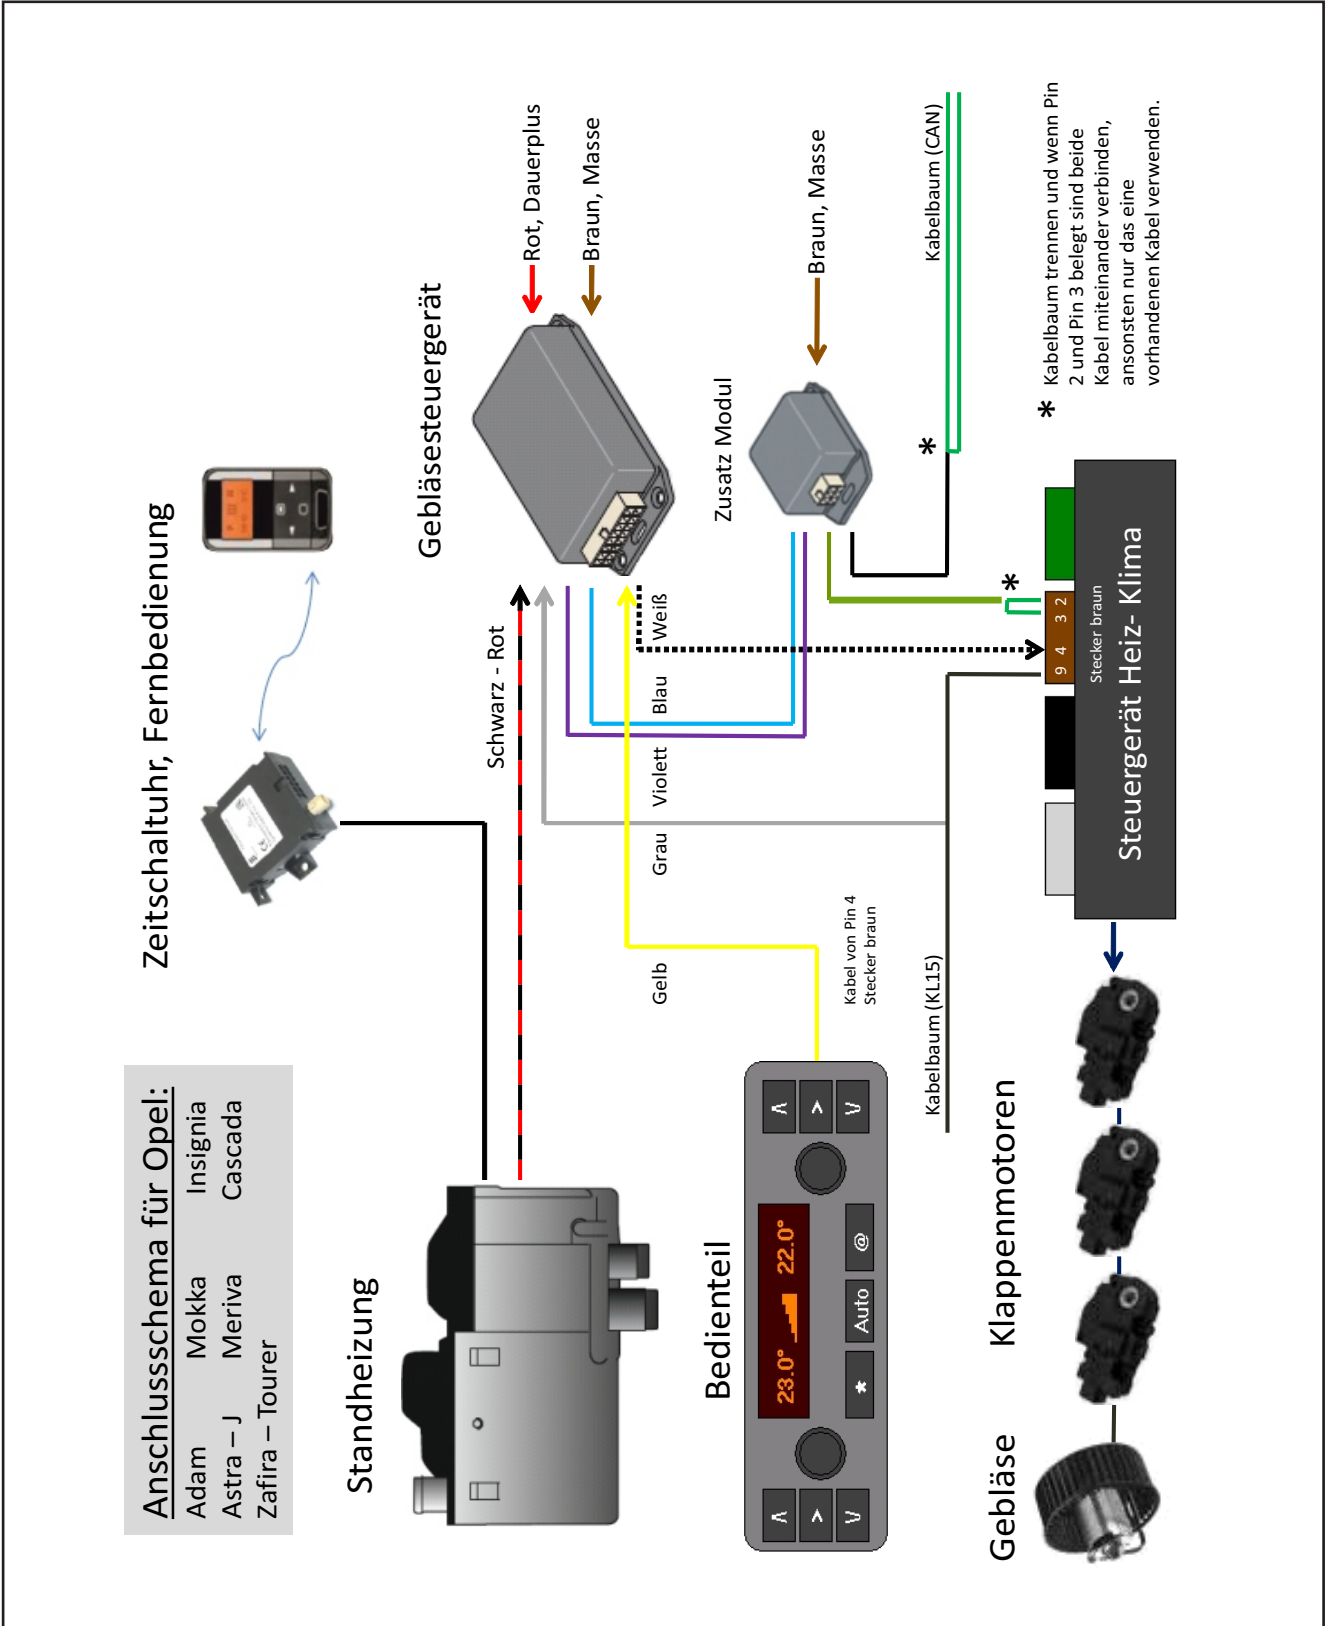 Anschlussschema für Opel:
Adam Mokka Insignia
Astra – J Meriva Cascada
Zafira – Tourer
Zeitschaltuhr, Fernbedienung
Standheizung
Schwarz - Rot
Gebläsesteuergerät
Rot, Dauerplus
Braun, Masse
Gelb
Grau
Violett
Blau
Weiß
Zusatz Modul
Braun, Masse
Bedienteil
23.0° 22.0°
* Auto @
Kabel von Pin 4
Stecker braun
Kabelbaum (KL15)
Kabelbaum (CAN)
*
*
9 4 3 2
Stecker braun
Steuergerät Heiz- Klima
Gebläse
Klappenmotoren
* Kabelbaum trennen und wenn Pin
2 und Pin 3 belegt sind beide
Kabel miteinander verbinden,
ansonsten nur das eine
vorhandenen Kabel verwenden.